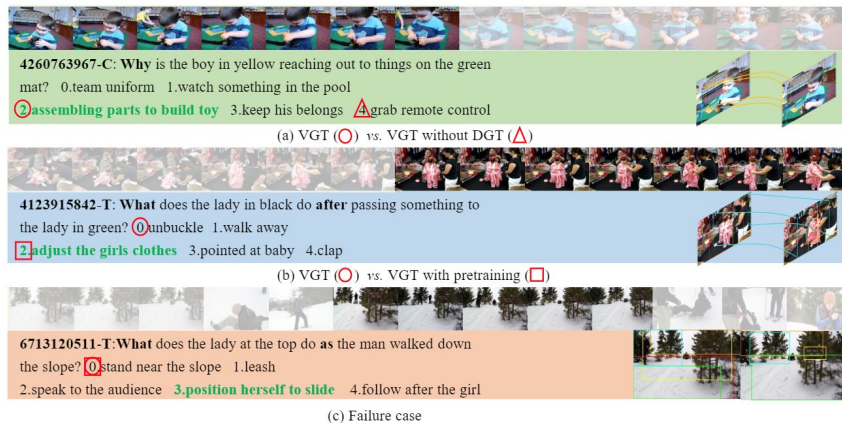 4260763967-C: Why is the boy in yellow reaching out to things on the green
mat? 0.team uniform 1.watch something in the pool
2.assembling parts to build toy 3.keep his belongs 4.grab remote control
(a) VGT (○) vs. VGT without DGT (△)
4123915842-T: What does the lady in black do after passing something to
the lady in green? 0.unbuckle 1.walk away
2.adjust the girls clothes 3.pointed at baby 4.clap
(b) VGT (○) vs. VGT with pretraining (□)
6713120511-T:What does the lady at the top do as the man walked down
the slope? 0.stand near the slope 1.leash
2.speak to the audience 3.position herself to slide 4.follow after the girl
(c) Failure case